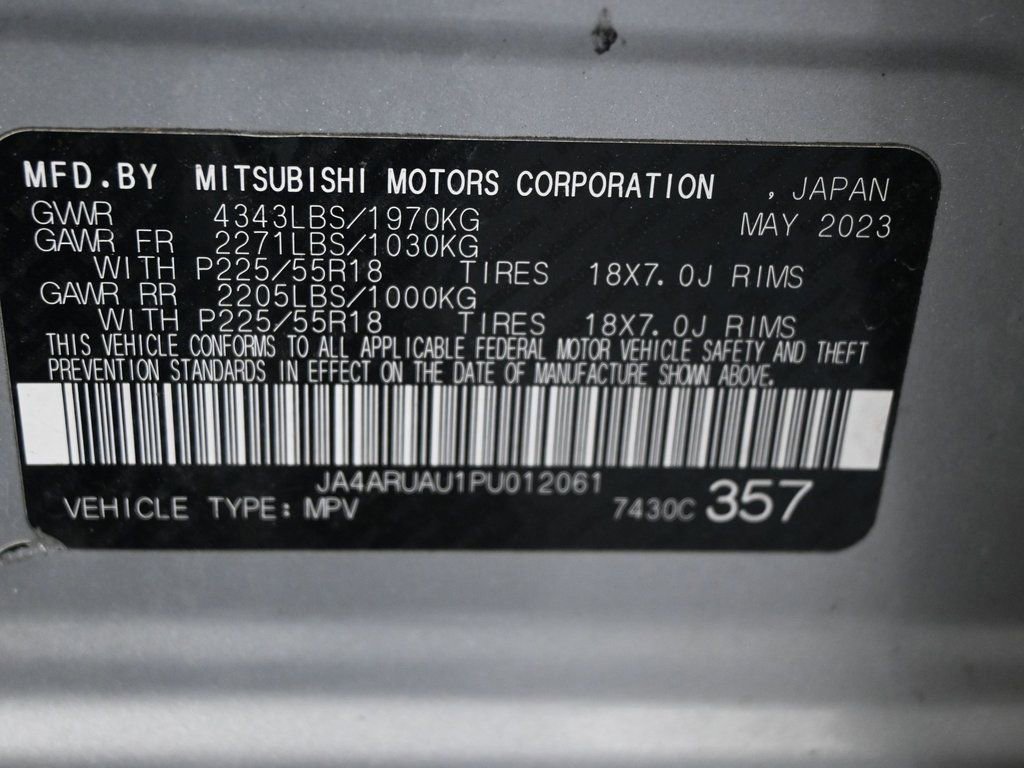 MFD.BY MITSUBISHI MOTORS CORPORATION , JAPAN
GVWR 4343LBS/1970KG MAY 2023
GAWR FR 2271LBS/1030KG
WITH P225/55R18 TIRES 18X7.0J RIMS
GAWR RR 2205LBS/1000KG
WITH P225/55R18 TIRES 18X7.0J RIMS
THIS VEHICLE CONFORMS TO ALL APPLICABLE FEDERAL MOTOR VEHICLE SAFETY AND THEFT
PREVENTION STANDARDS IN EFFECT ON THE DATE OF MANUFACTURE SHOWN ABOVE.
JA4ARUAU1PU012061
VEHICLE TYPE: MPV 7430C 357